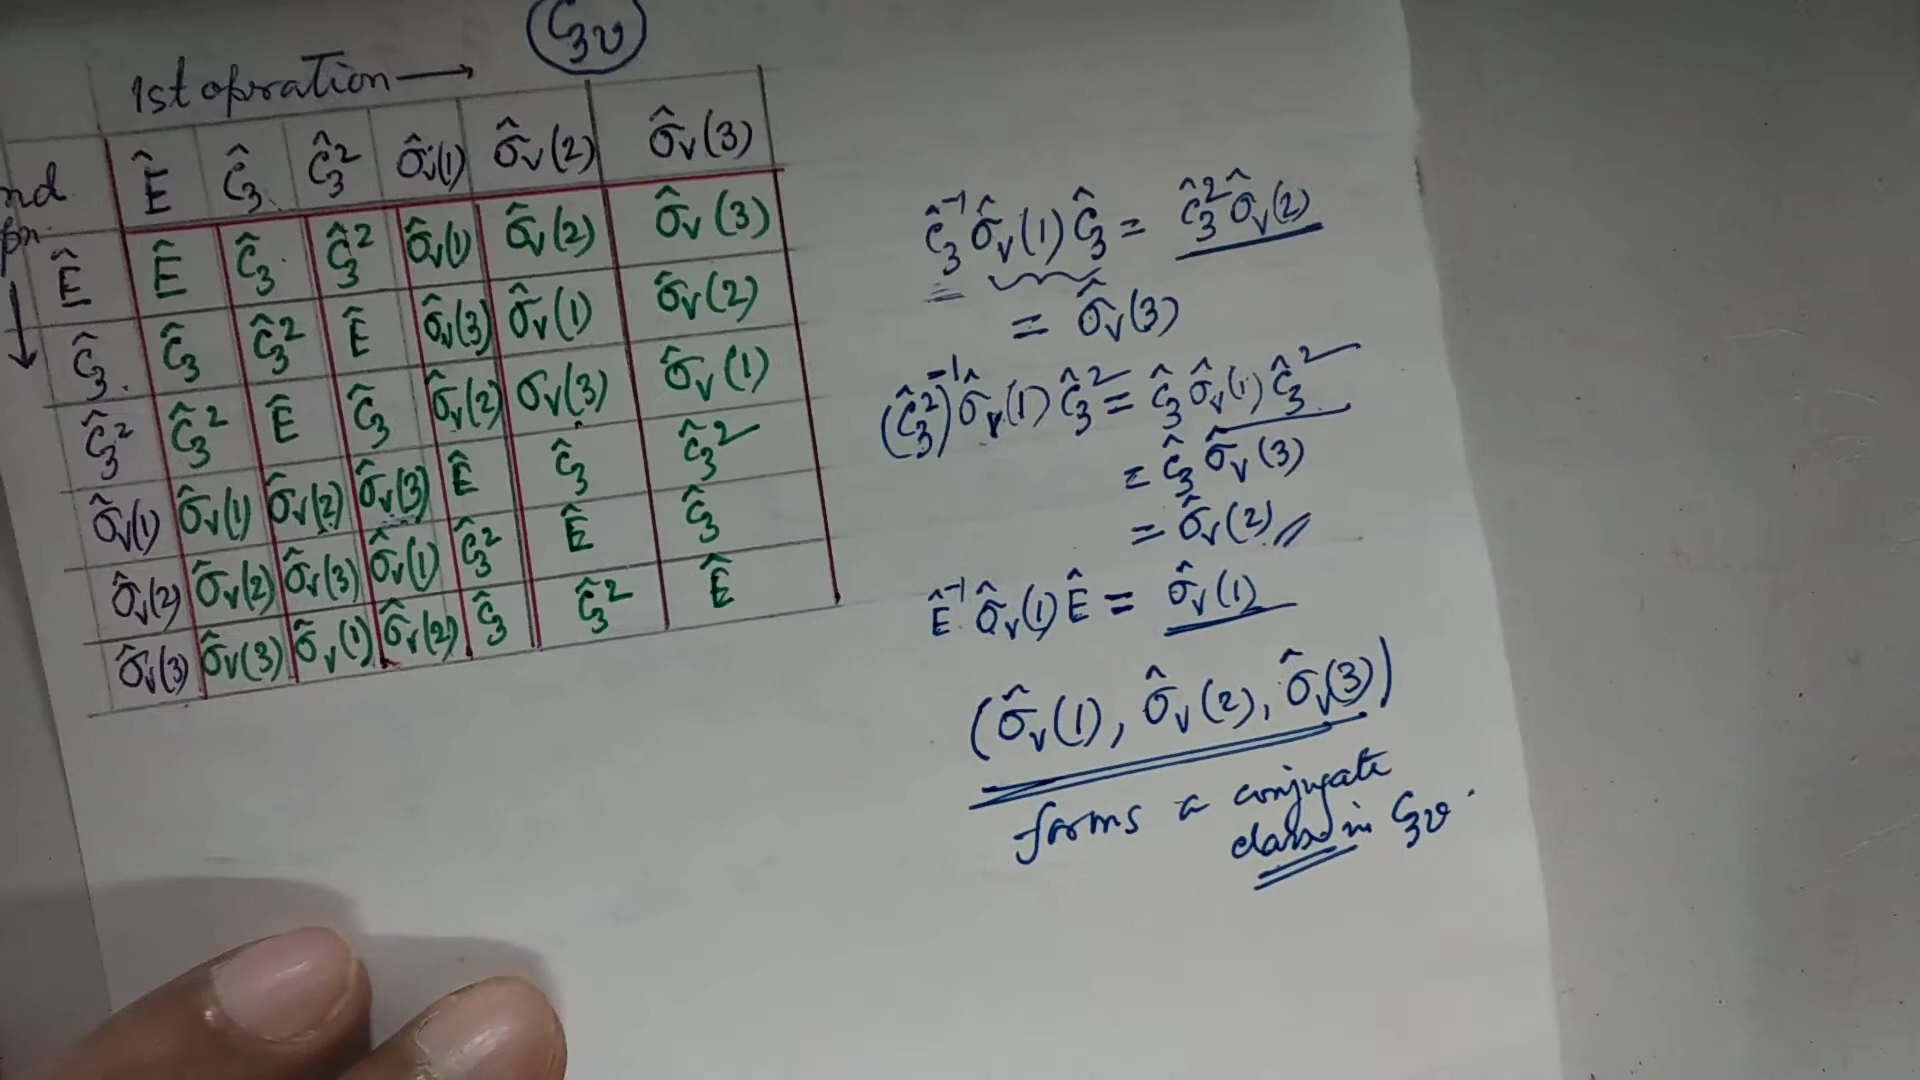 C₃v
1st opration →
nd Ê Ĉ₃ Ĉ₃² σ̂v(1) σ̂v(2) σ̂v(3)
pn. ↓
Ê Ê Ĉ₃ Ĉ₃² σ̂v(1) σ̂v(2) σ̂v(3)
Ĉ₃ Ĉ₃ Ĉ₃² Ê σ̂v(3) σ̂v(1) σ̂v(2)
Ĉ₃² Ĉ₃² Ê Ĉ₃ σ̂v(2) σv(3) σ̂v(1)
σ̂v(1) σ̂v(1) σ̂v(2) σ̂v(3) Ê Ĉ₃ Ĉ₃²
σ̂v(2) σ̂v(2) σ̂v(3) σ̂v(1) Ĉ₃² Ê Ĉ₃
σ̂v(3) σ̂v(3) σ̂v(1) σ̂v(2) Ĉ₃ Ĉ₃² Ê
Ĉ₃⁻¹ σ̂v(1) Ĉ₃ = Ĉ₃² σ̂v(2)
= σ̂v(3)
(Ĉ₃²)⁻¹ σ̂v(1) Ĉ₃² = Ĉ₃ σ̂v(1) Ĉ₃²
= Ĉ₃ σ̂v(3)
= σ̂v(2) //
Ê⁻¹ σ̂v(1) Ê = σ̂v(1)
(σ̂v(1), σ̂v(2), σ̂v(3))
forms a conjugate
class in C₃v.